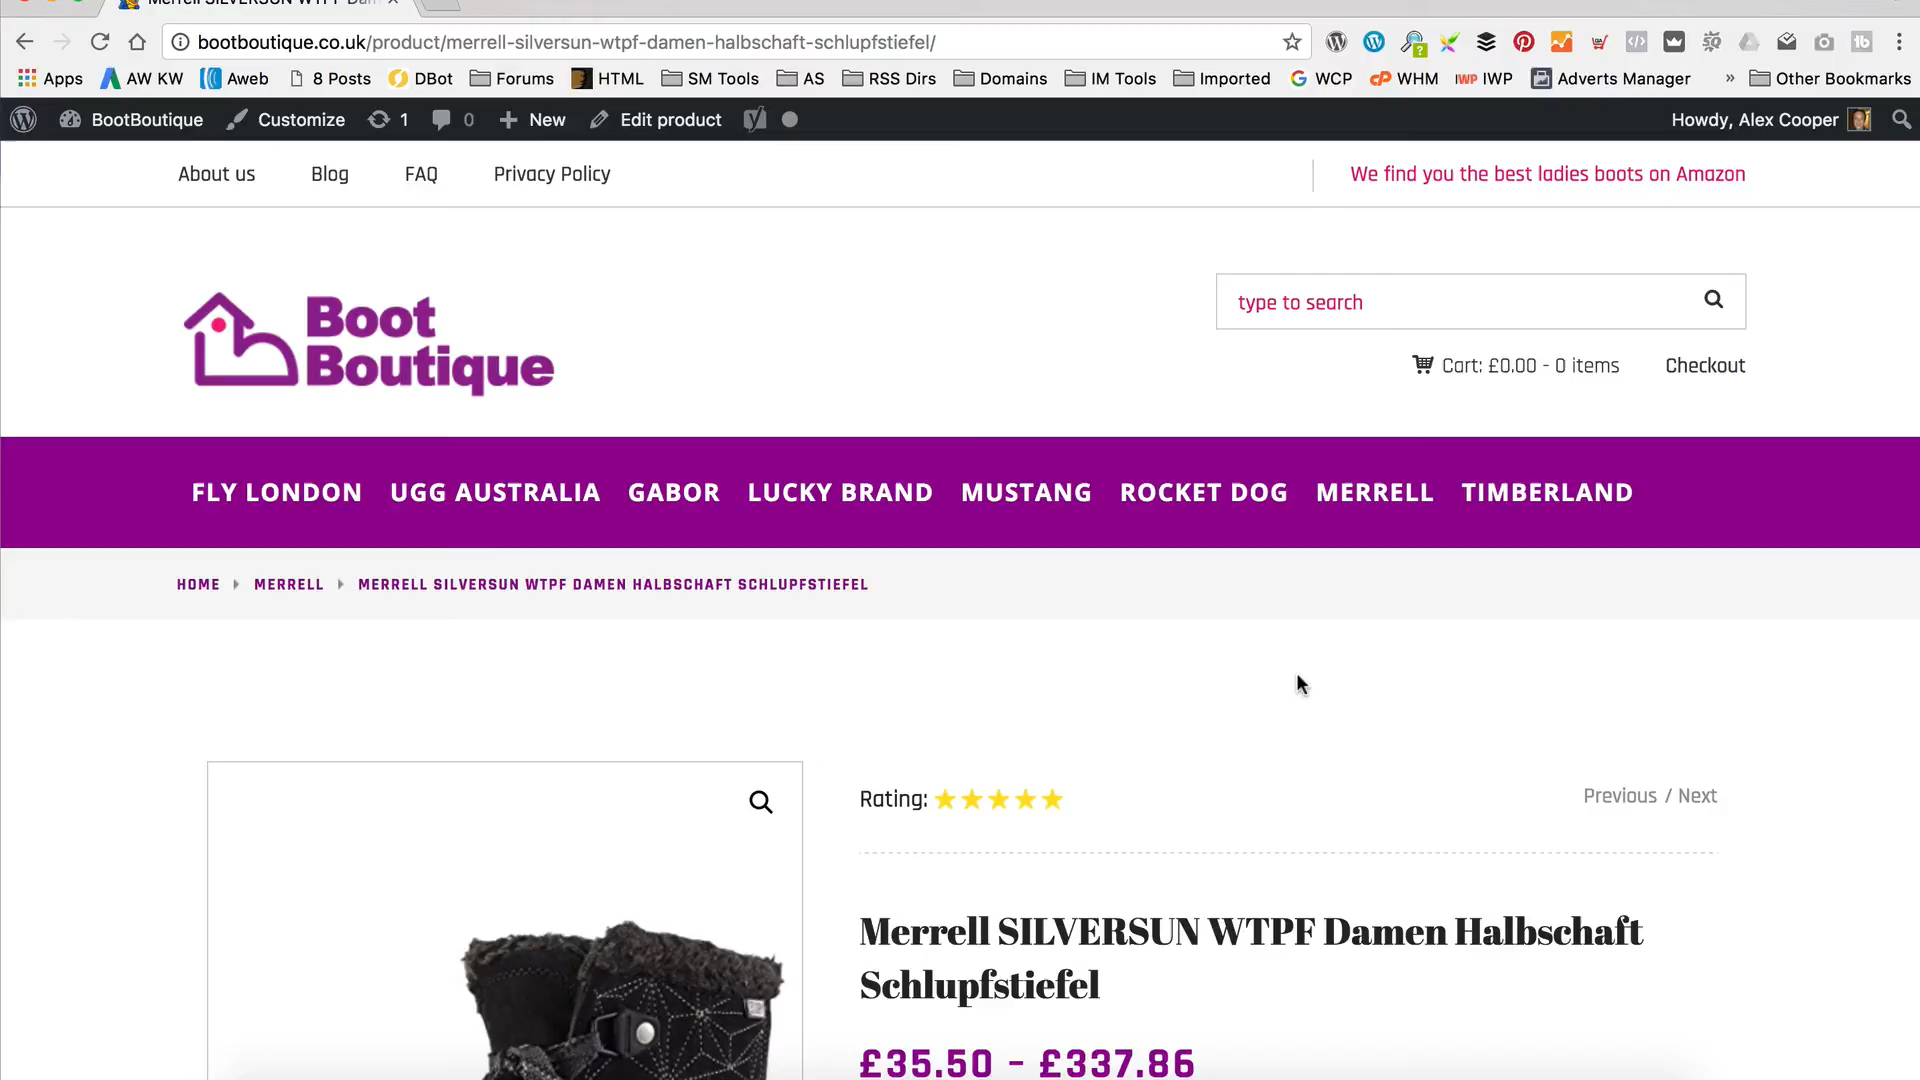 Merrell SILVERSUN WTPF Dam
bootboutique.co.uk/product/merrell-silversun-wtpf-damen-halbschaft-schlupfstiefel/
Apps AW KW Aweb 8 Posts DBot Forums HTML SM Tools AS RSS Dirs Domains IM Tools Imported WCP WHM IWP IWP Adverts Manager » Other Bookmarks
BootBoutique Customize 1 0 New Edit product Howdy, Alex Cooper
About us Blog FAQ Privacy Policy We find you the best ladies boots on Amazon
type to search
Boot
Boutique
Cart: £0.00 - 0 items Checkout
FLY LONDON UGG AUSTRALIA GABOR LUCKY BRAND MUSTANG ROCKET DOG MERRELL TIMBERLAND
HOME MERRELL MERRELL SILVERSUN WTPF DAMEN HALBSCHAFT SCHLUPFSTIEFEL
Rating: Previous / Next
Merrell SILVERSUN WTPF Damen Halbschaft
Schlupfstiefel
£35.50 – £337.86